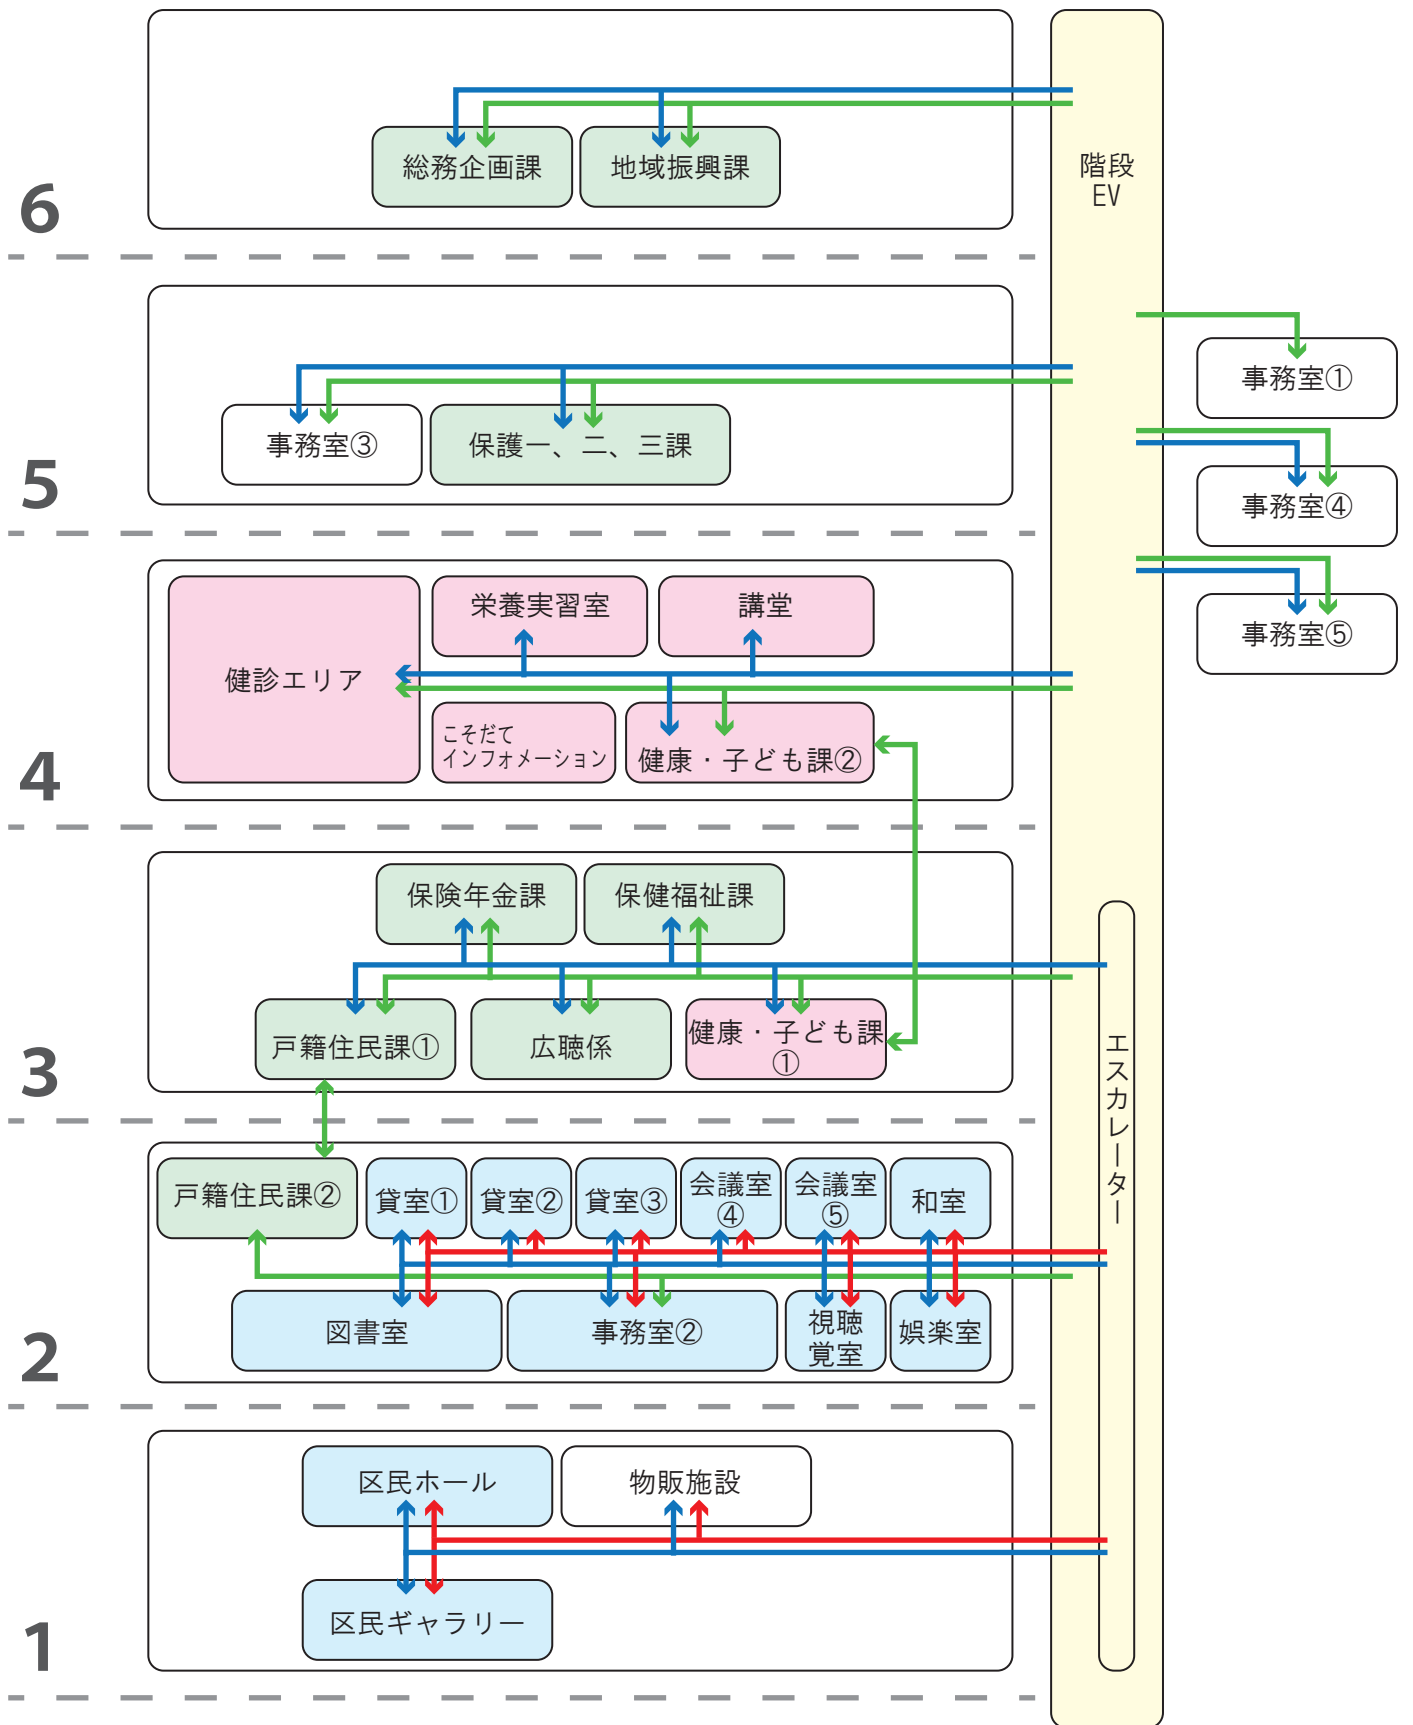 6
総務企画課
地域振興課
階段
EV
5
事務室③
保護一、二、三課
事務室①
事務室④
事務室⑤
4
健診エリア
栄養実習室
講堂
こそだて
インフォメーション
健康・子ども課②
3
保険年金課
保健福祉課
戸籍住民課①
広聴係
健康・子ども課
①
エスカレーター
2
戸籍住民課②
貸室①
貸室②
貸室③
会議室
④
会議室
⑤
和室
図書室
事務室②
視聴
覚室
娯楽室
1
区民ホール
物販施設
区民ギャラリー